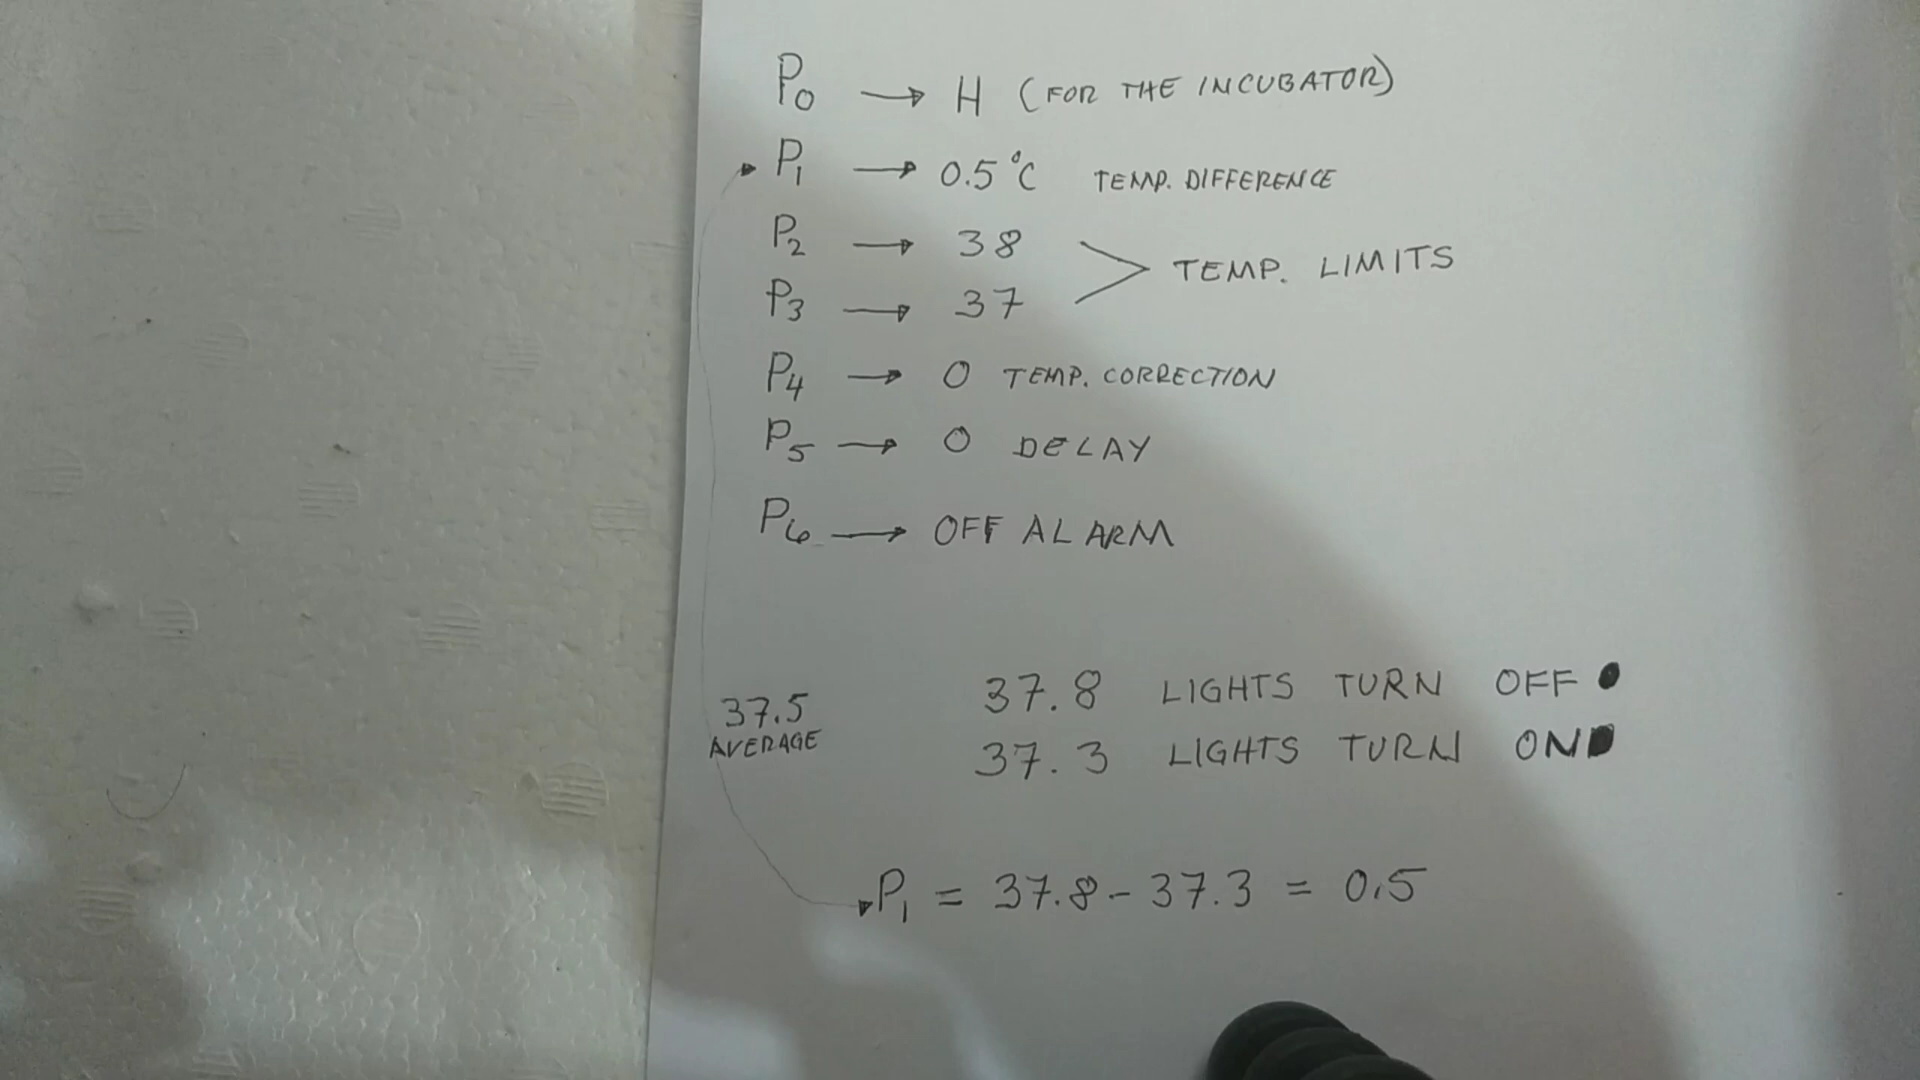 P0 → H (FOR THE INCUBATOR)
P1 → 0.5°C TEMP. DIFFERENCE
P2 → 38
P3 → 37
> TEMP. LIMITS
P4 → 0 TEMP. CORRECTION
P5 → 0 DELAY
P6 → OFF ALARM
37.5
AVERAGE
37.8 LIGHTS TURN OFF
37.3 LIGHTS TURN ON
P1 = 37.8 - 37.3 = 0.5